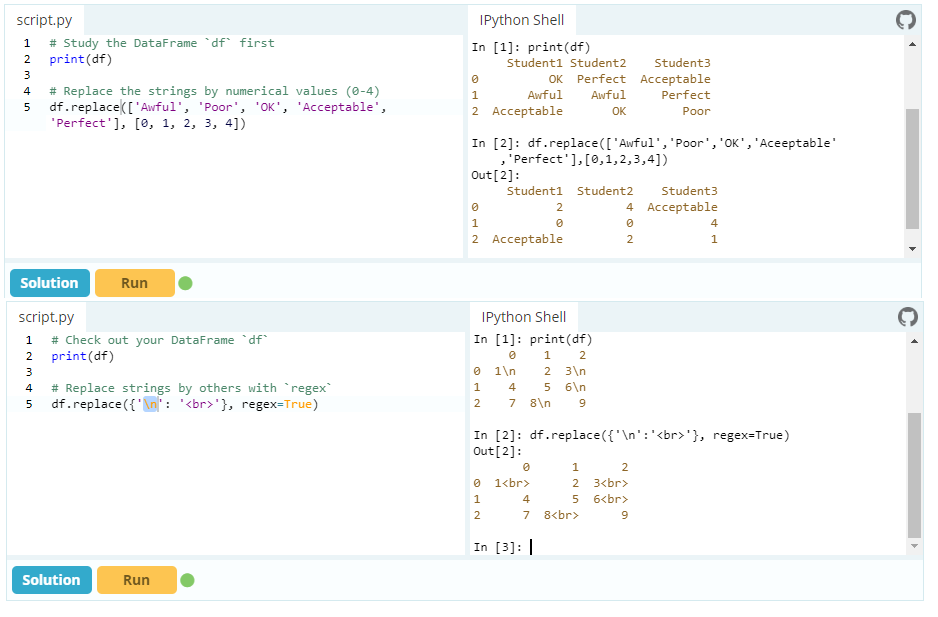 script.py
1 # Study the DataFrame `df` first
2 print(df)
3
4 # Replace the strings by numerical values (0-4)
5 df.replace(['Awful', 'Poor', 'OK', 'Acceptable',
'Perfect'], [0, 1, 2, 3, 4])
IPython Shell
In [1]: print(df)
Student1 Student2 Student3
0 OK Perfect Acceptable
1 Awful Awful Perfect
2 Acceptable OK Poor
In [2]: df.replace(['Awful','Poor','OK','Aceeptable'
,'Perfect'],[0,1,2,3,4])
Out[2]:
Student1 Student2 Student3
0 2 4 Acceptable
1 0 0 4
2 Acceptable 2 1
Solution Run
script.py
1 # Check out your DataFrame `df`
2 print(df)
3
4 # Replace strings by others with `regex`
5 df.replace({'\n': '<br>'}, regex=True)
IPython Shell
In [1]: print(df)
0 1 2
0 1\n 2 3\n
1 4 5 6\n
2 7 8\n 9
In [2]: df.replace({'\n':'<br>'}, regex=True)
Out[2]:
0 1 2
0 1<br> 2 3<br>
1 4 5 6<br>
2 7 8<br> 9
In [3]:
Solution Run